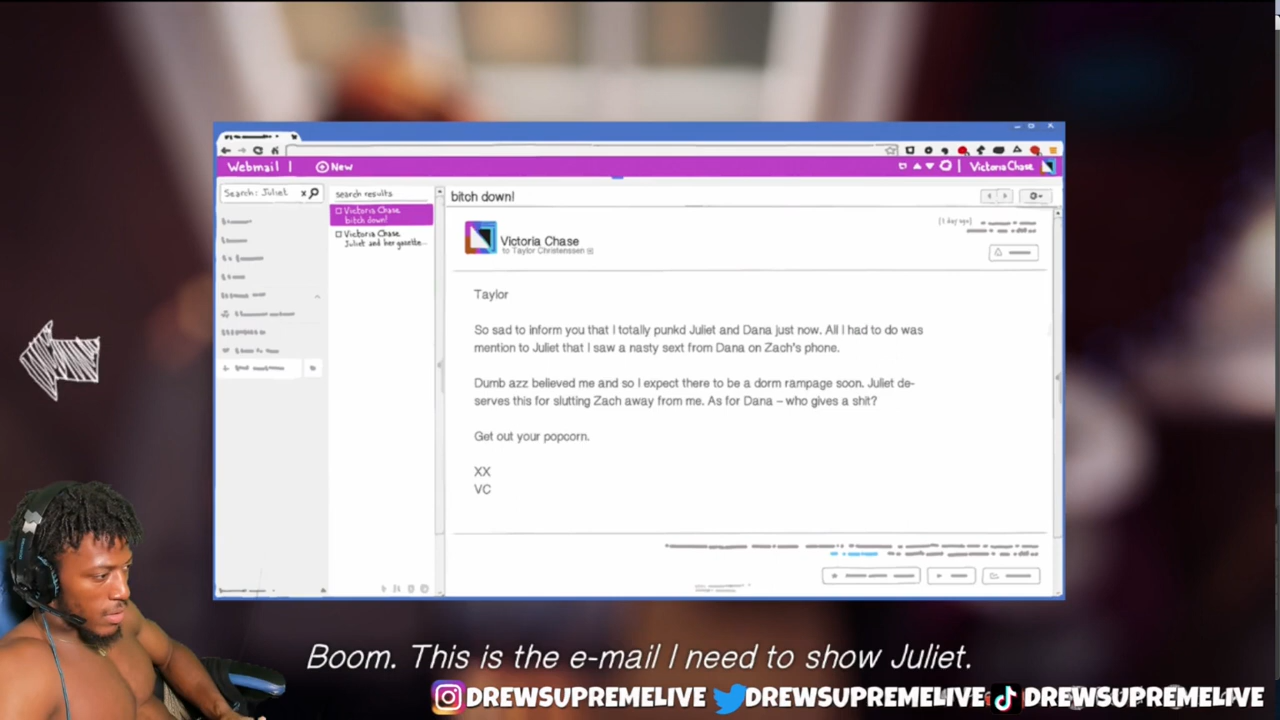 Webmail |
New
Victoria Chase
Search: Juliet x
search results
Victoria Chase
bitch down!
Victoria Chase
Juliet and her gazette...
bitch down!
Victoria Chase
to Taylor Christenssen
(1 day ago)
Taylor
So sad to inform you that I totally punkd Juliet and Dana just now. All I had to do was
mention to Juliet that I saw a nasty sext from Dana on Zach's phone.
Dumb azz believed me and so I expect there to be a dorm rampage soon. Juliet de-
serves this for slutting Zach away from me. As for Dana – who gives a shit?
Get out your popcorn.
XX
VC
Boom. This is the e-mail I need to show Juliet.
DREWSUPREMELIVE DREWSUPREMELIVE DREWSUPREMELIVE